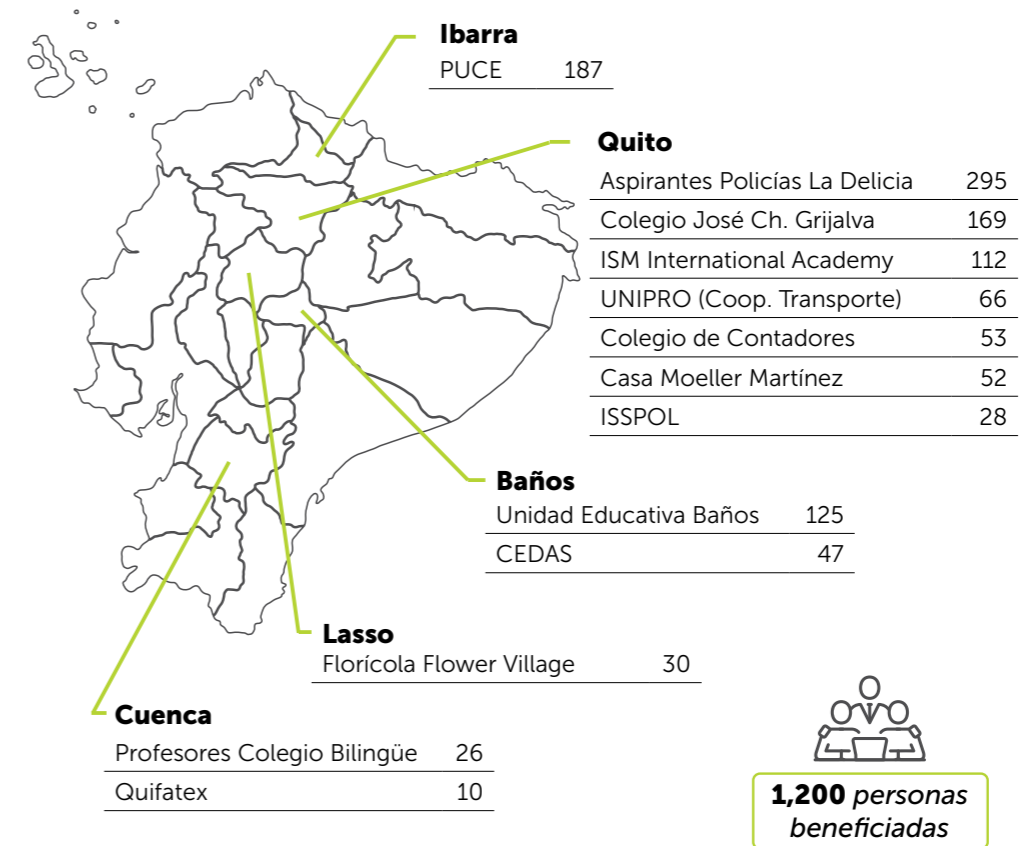 Ibarra
PUCE 187
Quito
Aspirantes Policías La Delicia 295
Colegio José Ch. Grijalva 169
ISM International Academy 112
UNIPRO (Coop. Transporte) 66
Colegio de Contadores 53
Casa Moeller Martínez 52
ISSPOL 28
Baños
Unidad Educativa Baños 125
CEDAS 47
Lasso
Florícola Flower Village 30
Cuenca
Profesores Colegio Bilingüe 26
Quifatex 10
1,200 personas
beneficiadas